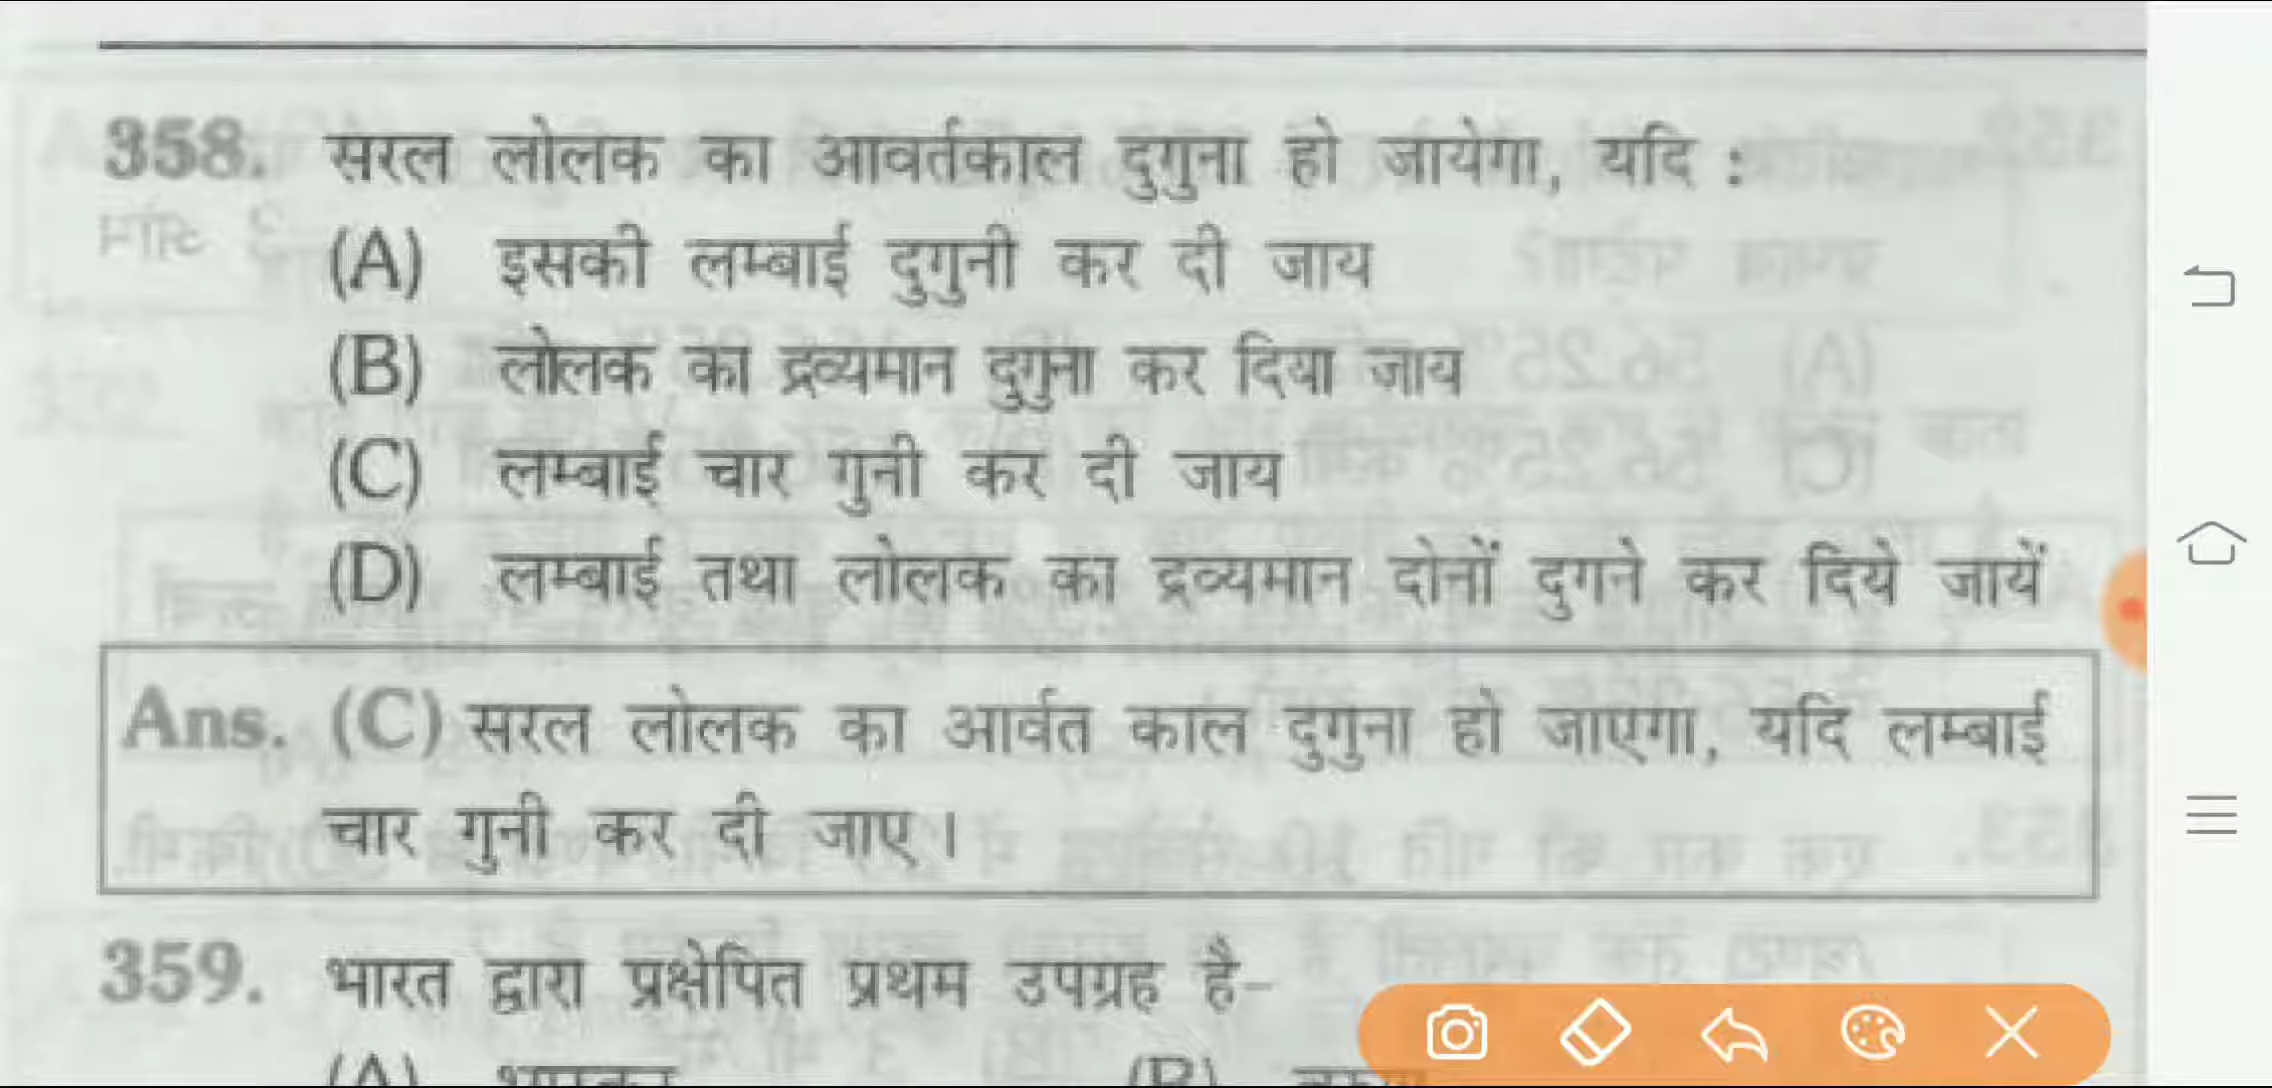 358. सरल लोलक का आवर्तकाल दुगुना हो जायेगा, यदि :
(A) इसकी लम्बाई दुगुनी कर दी जाय
(B) लोलक का द्रव्यमान दुगुना कर दिया जाय
(C) लम्बाई चार गुनी कर दी जाय
(D) लम्बाई तथा लोलक का द्रव्यमान दोनों दुगने कर दिये जायें
Ans. (C) सरल लोलक का आर्वत काल दुगुना हो जाएगा, यदि लम्बाई
चार गुनी कर दी जाए।
359. भारत द्वारा प्रक्षेपित प्रथम उपग्रह है-
(A)
(B)